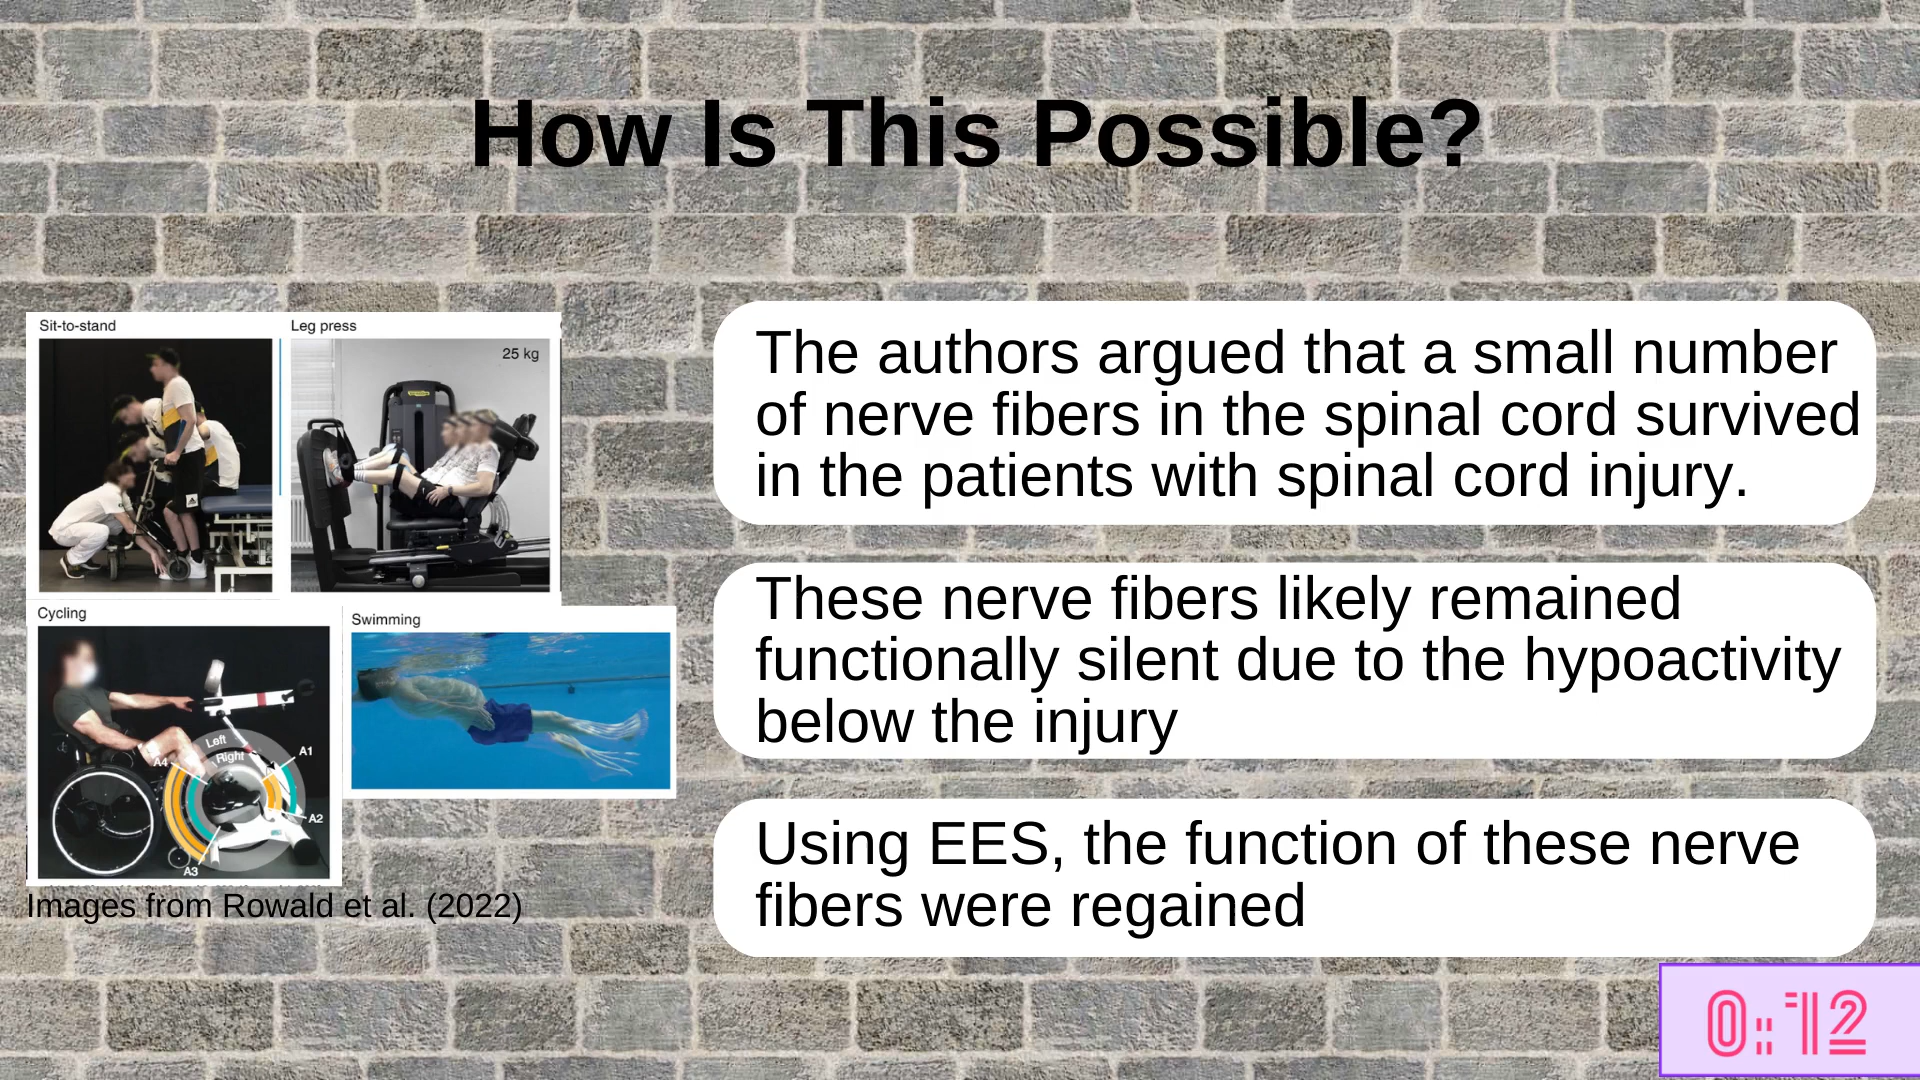 How Is This Possible?
Sit-to-stand
Leg press
25 kg
Cycling
Left
Right
A1
A4
A2
A3
Swimming
Images from Rowald et al. (2022)
The authors argued that a small number
of nerve fibers in the spinal cord survived
in the patients with spinal cord injury.
These nerve fibers likely remained
functionally silent due to the hypoactivity
below the injury
Using EES, the function of these nerve
fibers were regained
0:12